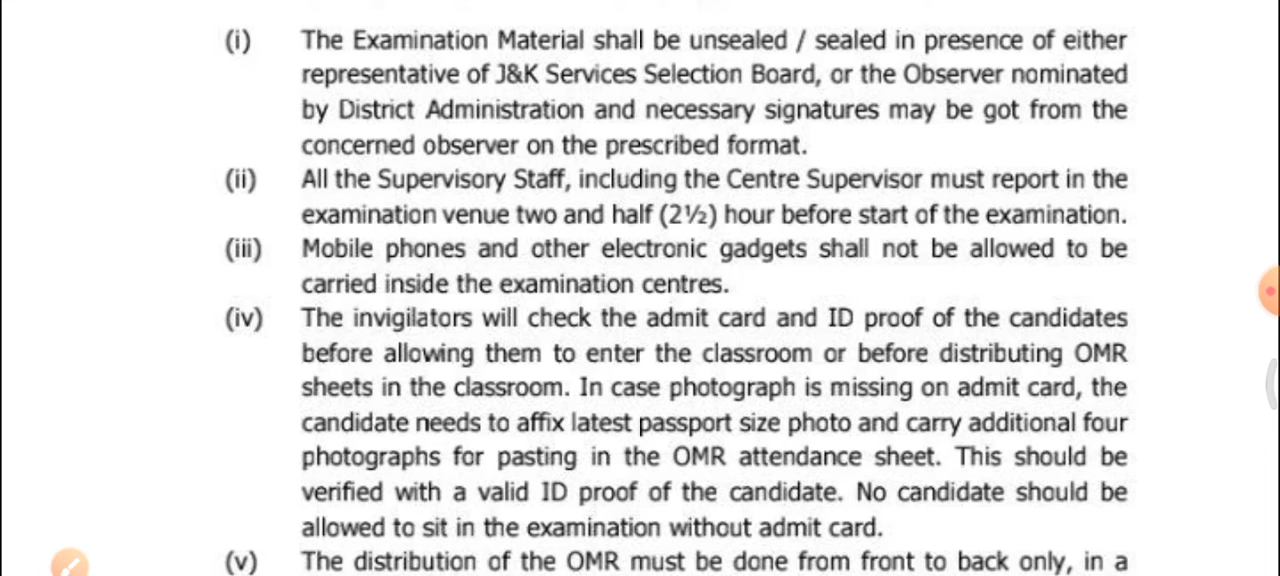 (i) The Examination Material shall be unsealed / sealed in presence of either
representative of J&K Services Selection Board, or the Observer nominated
by District Administration and necessary signatures may be got from the
concerned observer on the prescribed format.
(ii) All the Supervisory Staff, including the Centre Supervisor must report in the
examination venue two and half (2½) hour before start of the examination.
(iii) Mobile phones and other electronic gadgets shall not be allowed to be
carried inside the examination centres.
(iv) The invigilators will check the admit card and ID proof of the candidates
before allowing them to enter the classroom or before distributing OMR
sheets in the classroom. In case photograph is missing on admit card, the
candidate needs to affix latest passport size photo and carry additional four
photographs for pasting in the OMR attendance sheet. This should be
verified with a valid ID proof of the candidate. No candidate should be
allowed to sit in the examination without admit card.
(v) The distribution of the OMR must be done from front to back only, in a